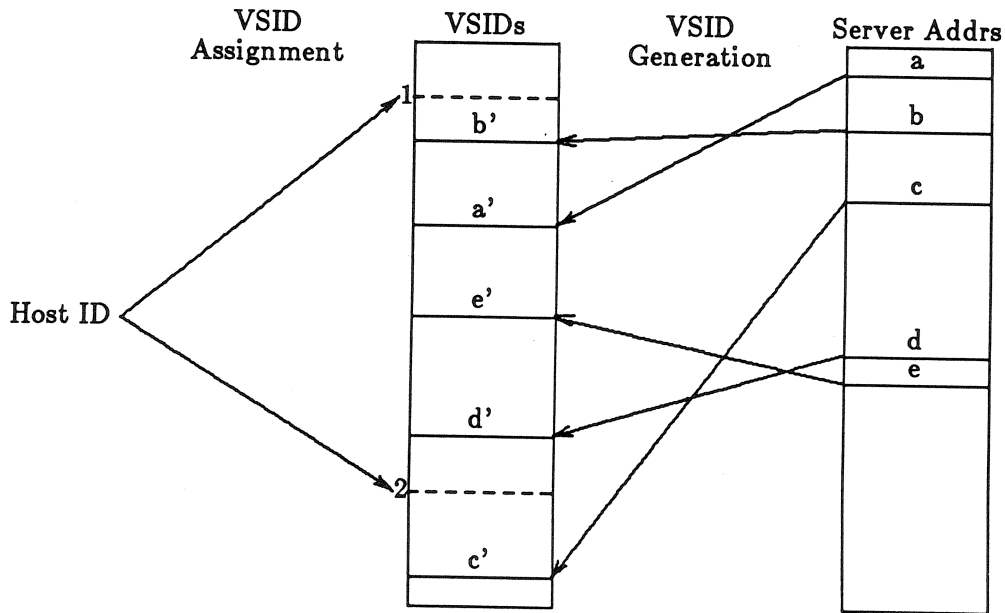 VSID
Assignment
VSIDs
VSID
Generation
Server Addrs
a
1
b'
b
a'
c
Host ID
e'
d
e
d'
2
c'